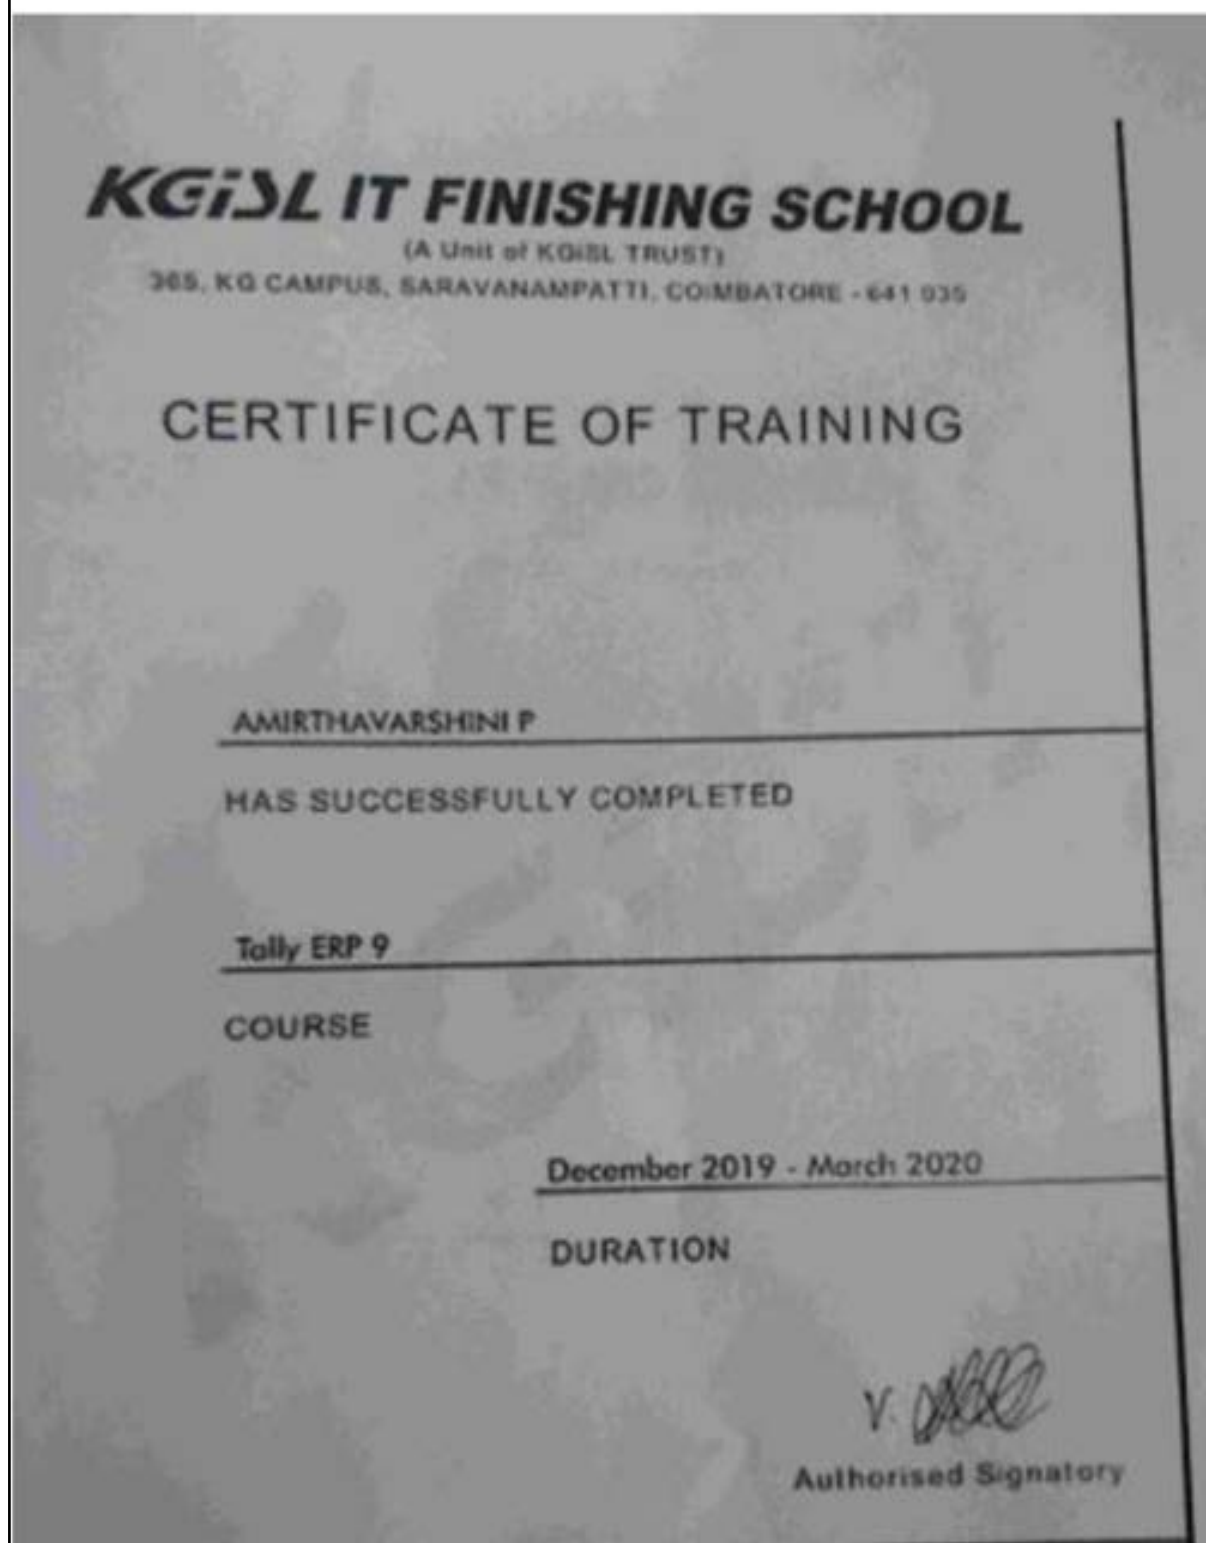 KGiSL IT FINISHING SCHOOL
(A Unit of KGiSL TRUST)
365, KG CAMPUS, SARAVANAMPATTI, COIMBATORE - 641 035
CERTIFICATE OF TRAINING
AMIRTHAVARSHINI P
HAS SUCCESSFULLY COMPLETED
Tally ERP 9
COURSE
December 2019 - March 2020
DURATION
V.
Authorised Signatory